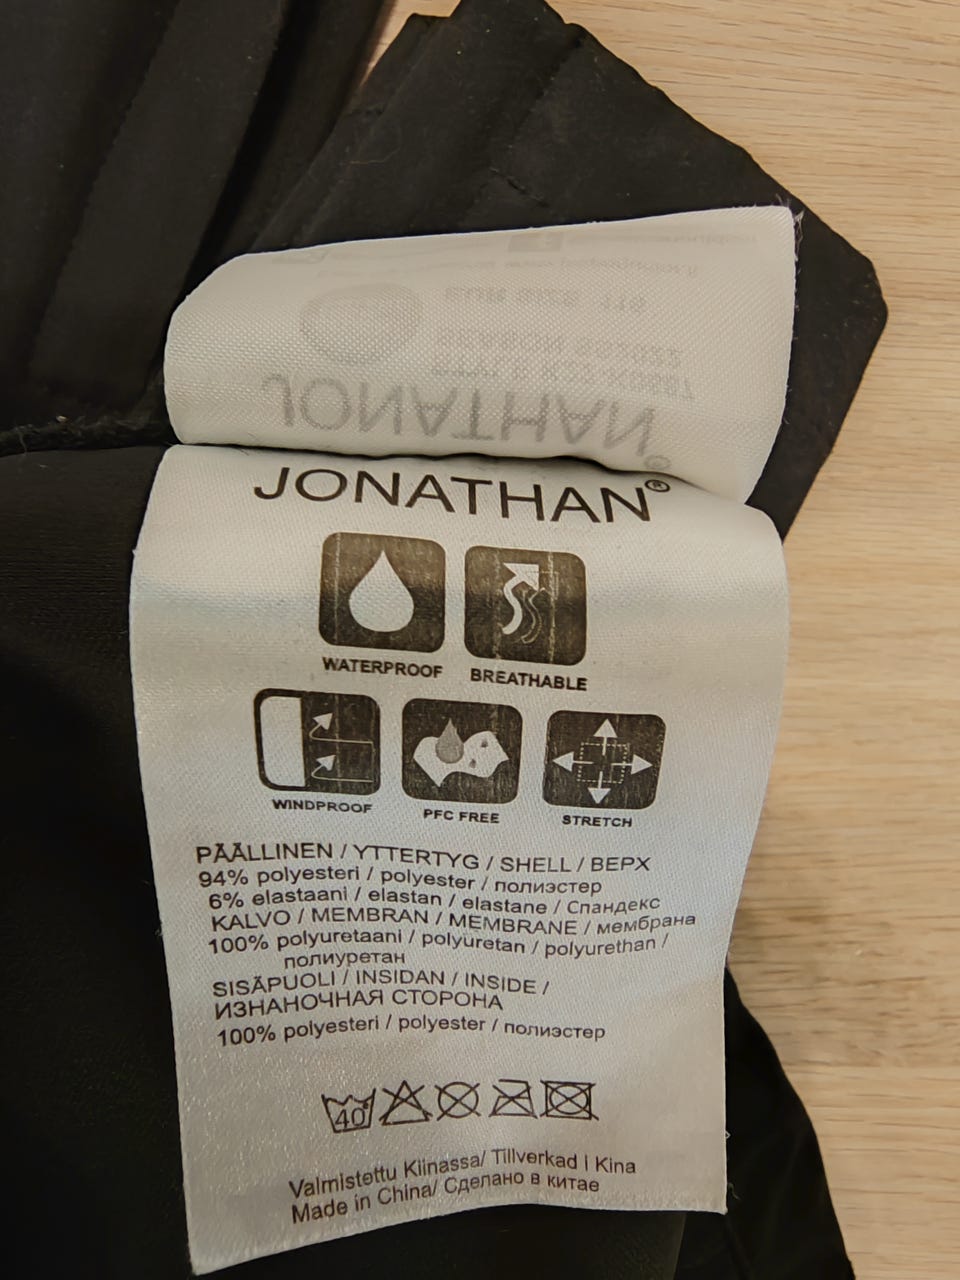 JONATHAN®
WATERPROOF BREATHABLE
WINDPROOF PFC FREE STRETCH
PÄÄLLINEN / YTTERTYG / SHELL / ВЕРХ
94% polyesteri / polyester / полиэстер
6% elastaani / elastan / elastane / Спандекс
KALVO / MEMBRAN / MEMBRANE / мембрана
100% polyuretaani / polyuretan / polyurethan /
полиуретан
SISÄPUOLI / INSIDAN / INSIDE /
ИЗНАНОЧНАЯ СТОРОНА
100% polyesteri / polyester / полиэстер
40°
Valmistettu Kiinassa/ Tillverkad I Kina
Made in China/ Сделано в китае